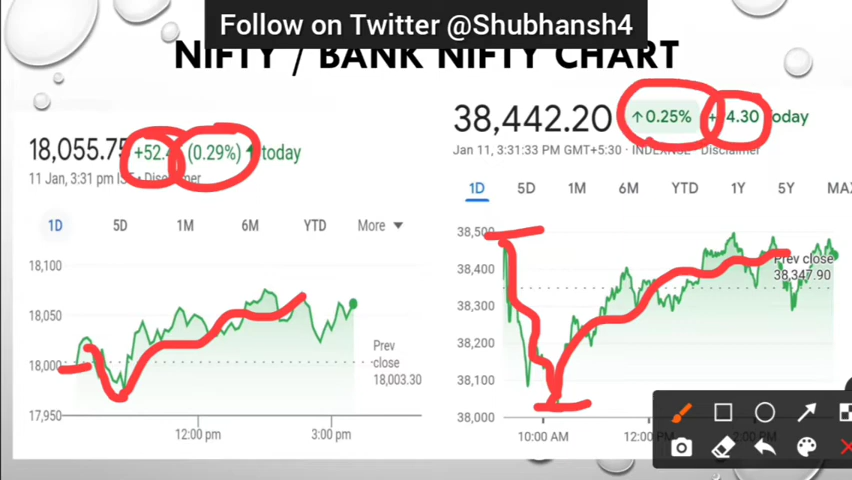 Follow on Twitter @Shubhansh4
NIFTY / BANK NIFTY CHART
18,055.75 (0.29%) today
11 Jan, 3:31 pm
1D 5D 1M 6M YTD More
18,100
18,050
18,000
17,950
Prev
close
18,003.30
12:00 pm 3:00 pm
38,442.20 ↑ 0.25% today
Jan 11, 3:31:33 PM GMT+5:30 · Disclaimer
1D 5D 1M 6M YTD 1Y 5Y
38,500
38,400
38,300
38,200
38,100
38,000
Prev close
38,347.90
10:00 AM